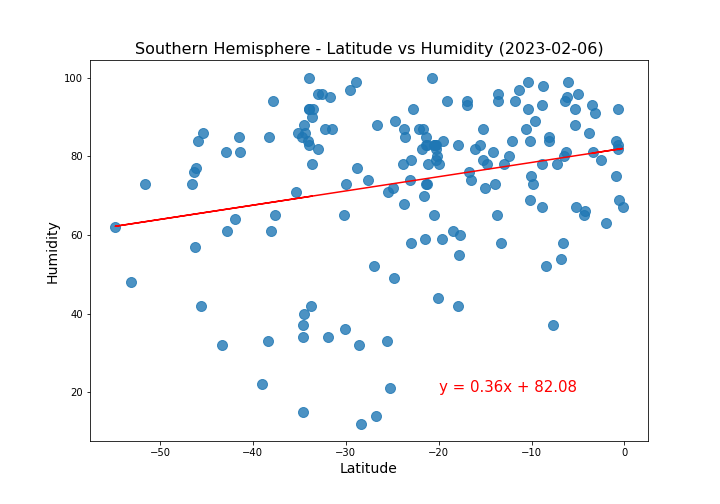 Southern Hemisphere - Latitude vs Humidity (2023-02-06)
100
80
60
40
20
Humidity
y = 0.36x + 82.08
−50 −40 −30 −20 −10 0
Latitude